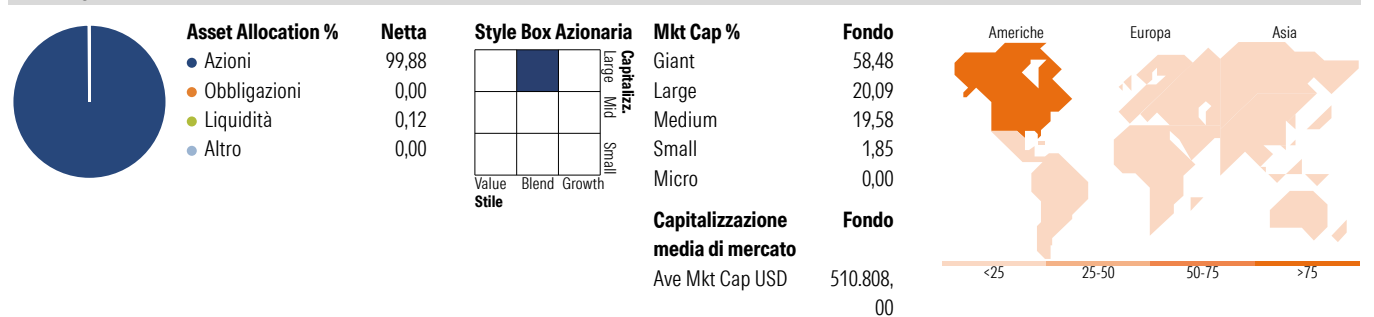 Asset Allocation % Netta
Azioni 99,88
Obbligazioni 0,00
Liquidità 0,12
Altro 0,00
Style Box Azionaria
Capitalizz.
Large
Mid
Small
Value Blend Growth
Stile
Mkt Cap % Fondo
Giant 58,48
Large 20,09
Medium 19,58
Small 1,85
Micro 0,00
Capitalizzazione Fondo
media di mercato
Ave Mkt Cap USD 510.808,
00
Americhe Europa Asia
<25 25-50 50-75 >75